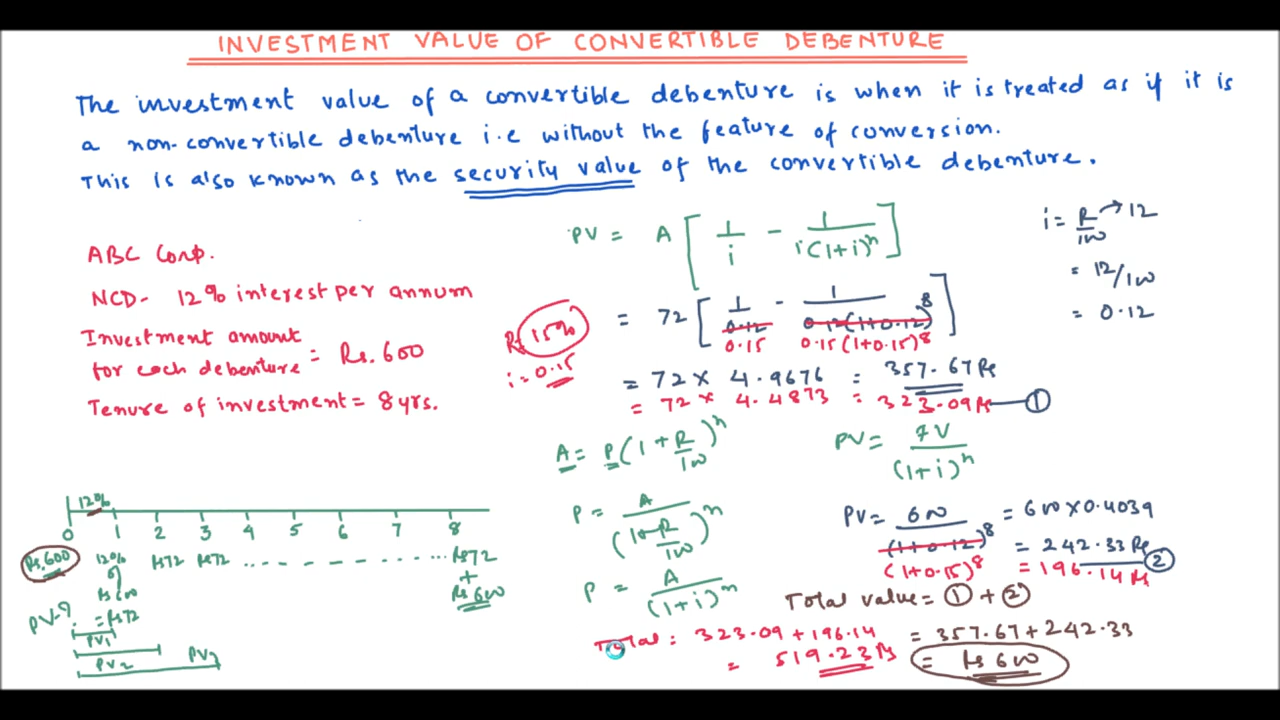 INVESTMENT VALUE OF CONVERTIBLE DEBENTURE
The investment value of a convertible debenture is when it is treated as if it is
a non-convertible debenture i.e without the feature of conversion.
This is also known as the security value of the convertible debenture.
ABC Corp.
NCD- 12% interest per annum
Investment amount
for each debenture = Rs. 600
Tenure of investment = 8 yrs.
PV = A [ 1/i - 1/i(1+i)^n ]
= 72 [ 1/0.12 - 1/0.12(1+0.12)^8 ]
0.15 0.15(1+0.15)^8
R= 15%
i = 0.15
= 72 × 4.9676 = 357.67 Rs
= 72 × 4.4873 = 323.09 Rs — 1
i = R/100 → 12
= 12/100
= 0.12
A = P(1+R/100)^n
P = A/(1+R/100)^n
P = A/(1+i)^n
PV = FV/(1+i)^n
PV = 600/(1+0.12)^8 = 600×0.4039
= 242.33 Rs
(1+0.15)^8 = 196.14 Rs 2
Total value = 1 + 2
= 357.67+242.33
= Rs 600
Total: 323.09+196.14
= 519.23 Rs
12%
0 1 2 3 4 5 6 7 8
Rs.600 12% Rs72 Rs72 - - - - - - - ... Rs72
Rs600 + Rs 600
PV-? = Rs72
PV1
PV2 PV3